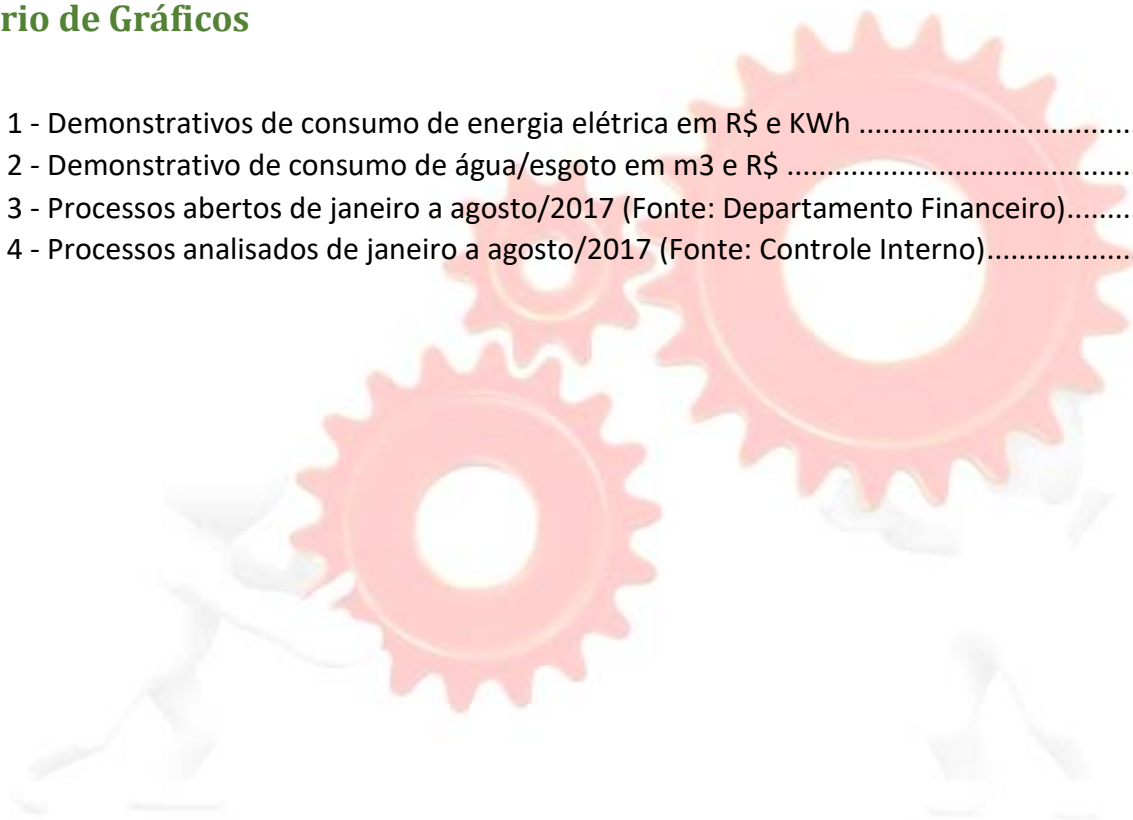 rio de Gráficos
1 - Demonstrativos de consumo de energia elétrica em R$ e KWh ..................................
2 - Demonstrativo de consumo de água/esgoto em m3 e R$ ...........................................
3 - Processos abertos de janeiro a agosto/2017 (Fonte: Departamento Financeiro)........
4 - Processos analisados de janeiro a agosto/2017 (Fonte: Controle Interno)..................